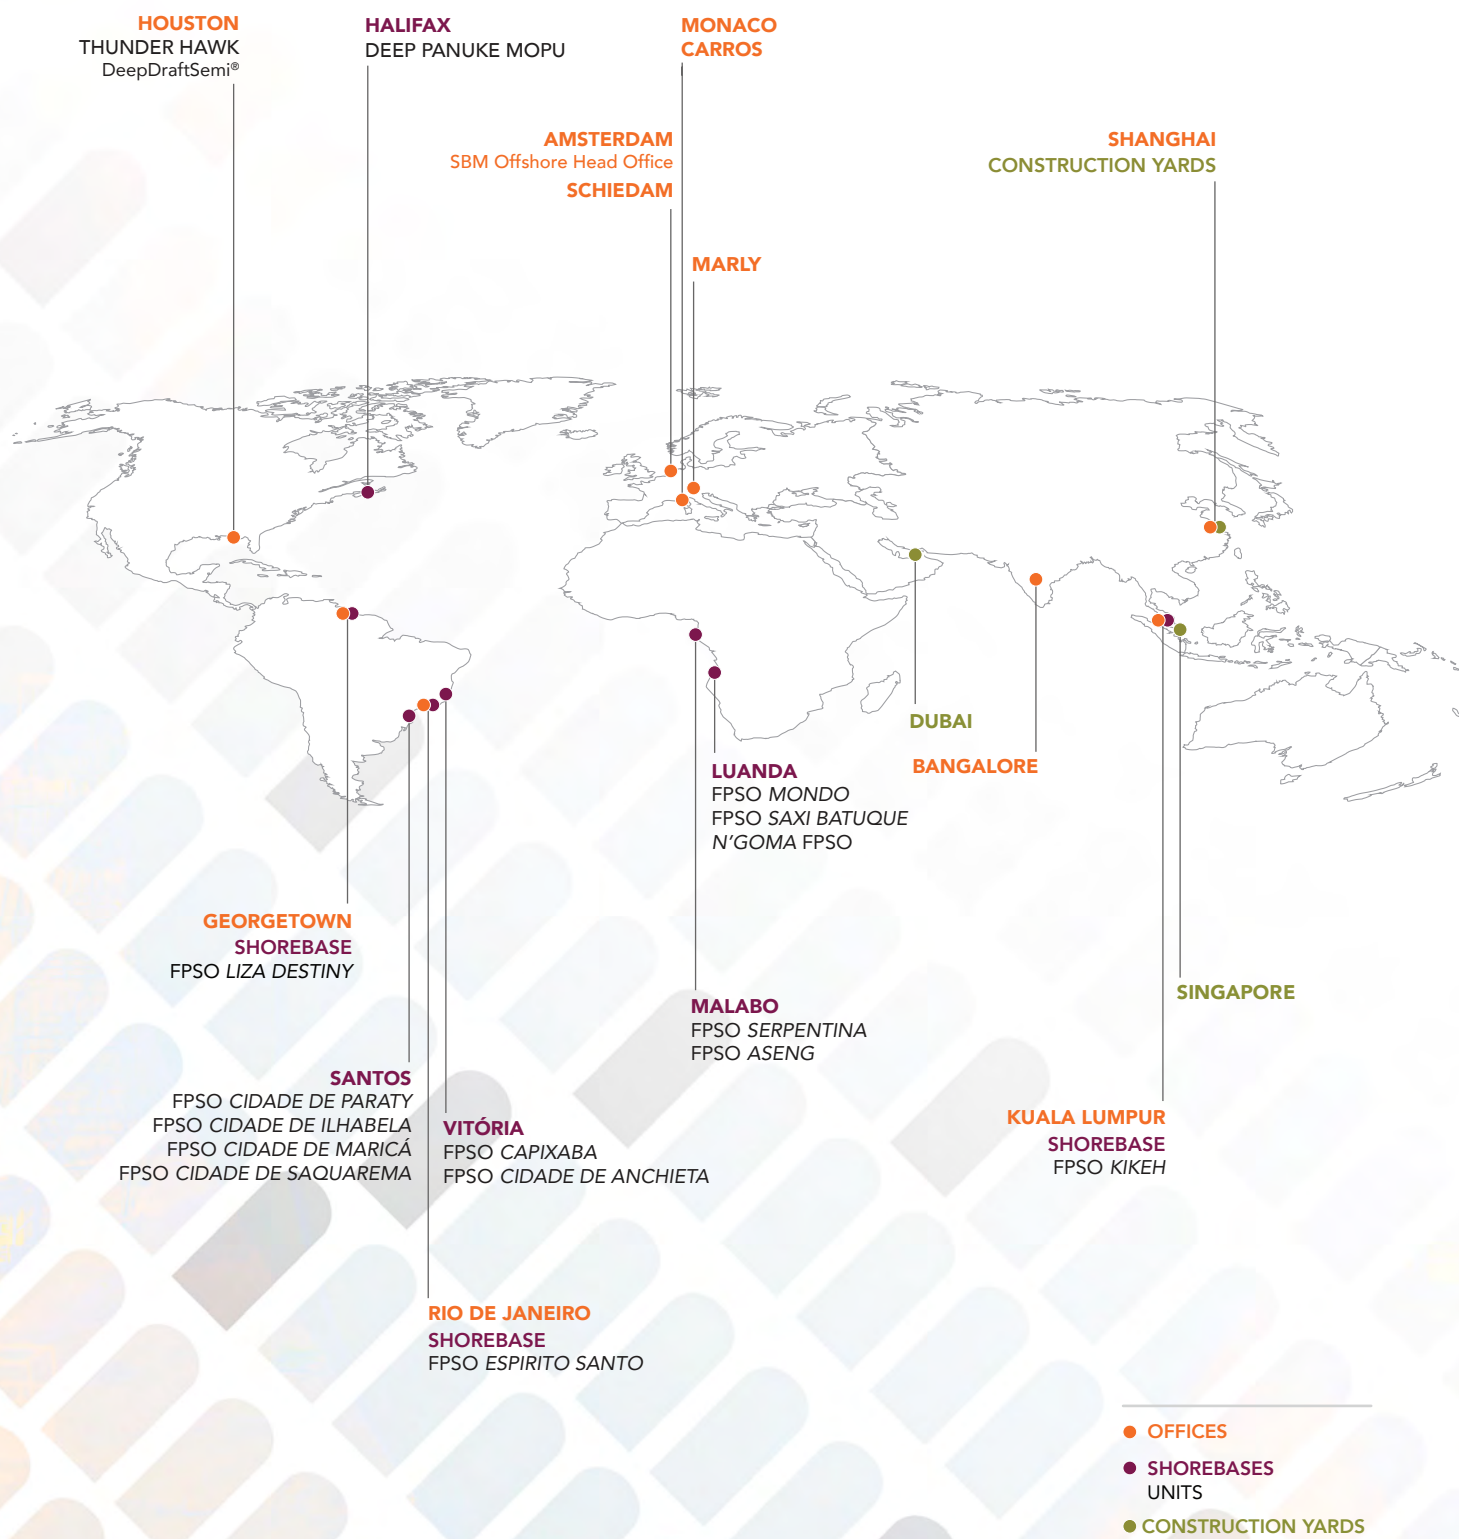 HOUSTON
THUNDER HAWK
DeepDraftSemi®
HALIFAX
DEEP PANUKE MOPU
MONACO
CARROS
AMSTERDAM
SBM Offshore Head Office
SCHIEDAM
SHANGHAI
CONSTRUCTION YARDS
MARLY
DUBAI
BANGALORE
LUANDA
FPSO MONDO
FPSO SAXI BATUQUE
N’GOMA FPSO
GEORGETOWN
SHOREBASE
FPSO LIZA DESTINY
SINGAPORE
MALABO
FPSO SERPENTINA
FPSO ASENG
SANTOS
FPSO CIDADE DE PARATY
FPSO CIDADE DE ILHABELA
FPSO CIDADE DE MARICÁ
FPSO CIDADE DE SAQUAREMA
VITÓRIA
FPSO CAPIXABA
FPSO CIDADE DE ANCHIETA
KUALA LUMPUR
SHOREBASE
FPSO KIKEH
RIO DE JANEIRO
SHOREBASE
FPSO ESPIRITO SANTO
OFFICES
SHOREBASES
UNITS
CONSTRUCTION YARDS